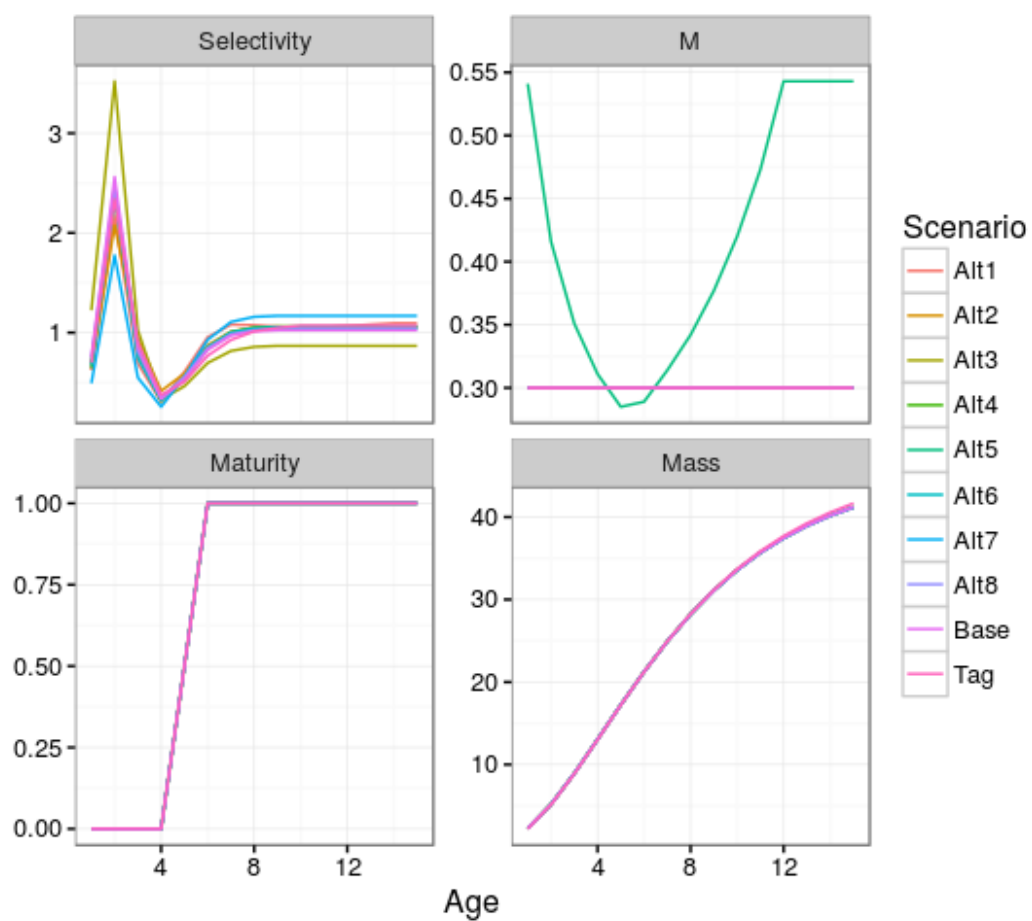 Selectivity
3
2
1
M
0.55
0.50
0.45
0.40
0.35
0.30
Maturity
1.00
0.75
0.50
0.25
0.00
4 8 12
Mass
40
30
20
10
4 8 12
Age
Scenario
Alt1
Alt2
Alt3
Alt4
Alt5
Alt6
Alt7
Alt8
Base
Tag